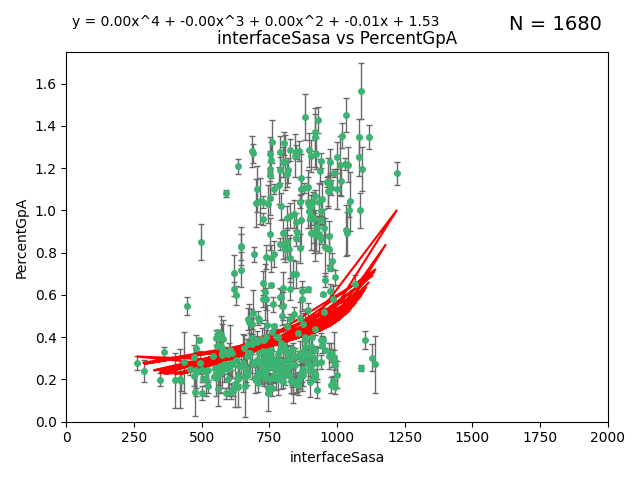 y = 0.00x^4 + -0.00x^3 + 0.00x^2 + -0.01x + 1.53
N = 1680
interfaceSasa vs PercentGpA
PercentGpA
1.6
1.4
1.2
1.0
0.8
0.6
0.4
0.2
0.0
0 250 500 750 1000 1250 1500 1750 2000
interfaceSasa